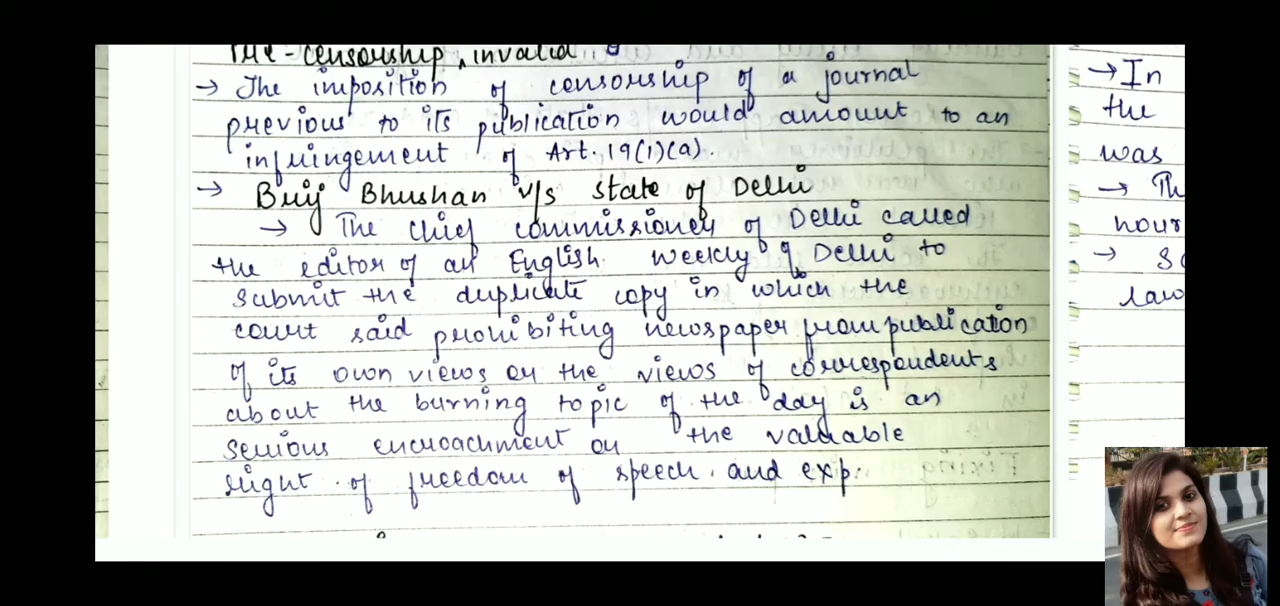 Pre-censorship invalid
→ The imposition of censorship of a journal
previous to its publication would amount to an
infringement of Art. 19(1)(a).
→ Brij Bhushan v/s State of Delhi
→ The chief commissioner of Delhi called
the editor of an English weekly of Delhi to
submit the duplicate copy in which the
court said prohibiting newspaper from publication
of its own views or the views of correspondents
about the burning topic of the day is an
serious encroachment on the valuable
right of freedom of speech and exp.
→ In
the
was
→ Th
hour
→ SC
law